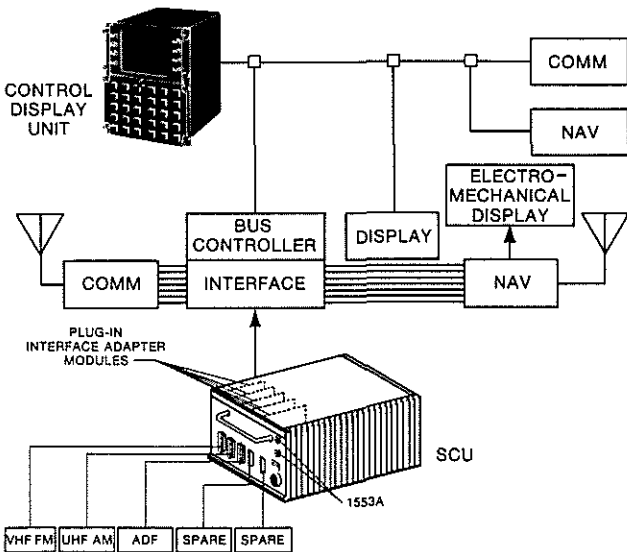 CONTROL
DISPLAY
UNIT
COMM
NAV
ELECTRO-
MECHANICAL
DISPLAY
BUS
CONTROLLER
DISPLAY
COMM
INTERFACE
NAV
PLUG-IN
INTERFACE ADAPTER
MODULES
SCU
1553A
VHF FM
UHF AM
ADF
SPARE
SPARE